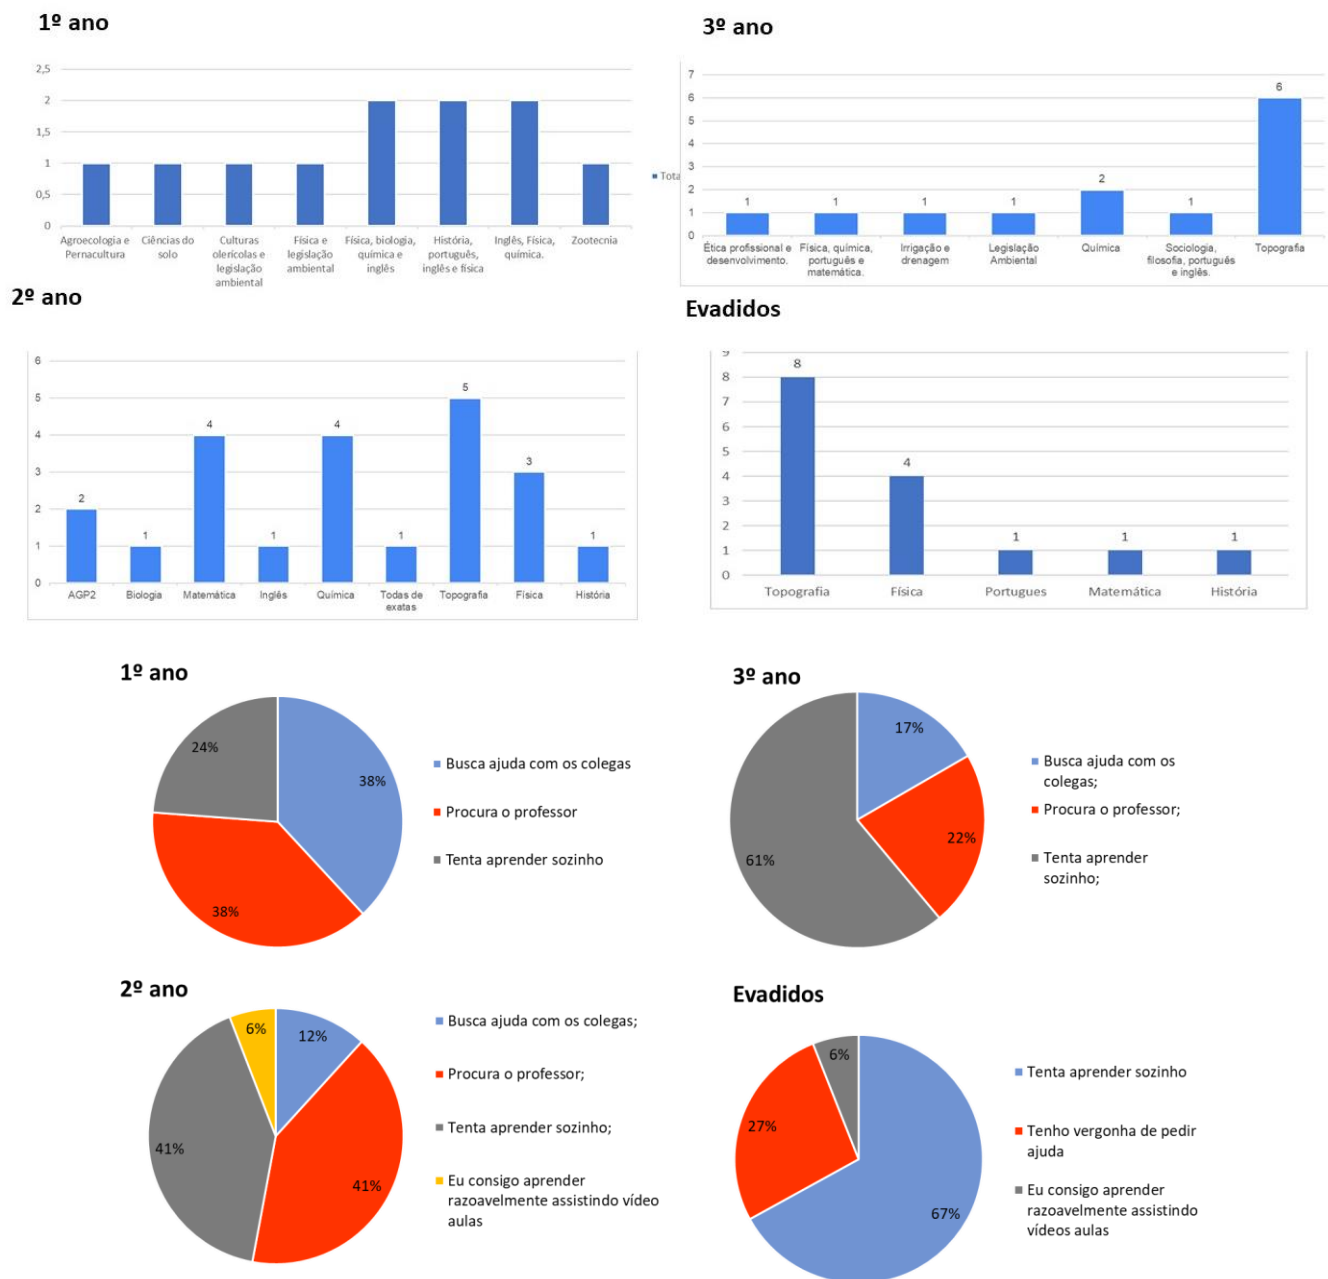 1º ano
2,5
2
1,5
1
0,5
0
Agroecologia e
Pernacultura
Ciências do
solo
Culturas
olerícolas e
legislação
ambiental
Física e
legislação
ambiental
Física, biologia,
química e
inglês
História,
português,
inglês e física
Inglês, Física,
química.
Zootecnia
Tota
3º ano
7
6
5
4
3
2
1
0
1
1
1
1
2
1
6
Ética profissional e
desenvolvimento.
Física, química,
português e
matemática.
Irrigação e
drenagem
Legislação
Ambiental
Química
Sociologia,
filosofia, português
e inglês.
Topografia
2º ano
6
5
4
3
2
1
0
2
1
4
1
4
1
5
3
1
AGP2
Biologia
Matemática
Inglês
Química
Todas de
exatas
Topografia
Física
História
Evadidos
9
8
7
6
5
4
3
2
1
0
8
4
1
1
1
Topografia
Física
Portugues
Matemática
História
1º ano
24%
38%
38%
Busca ajuda com os colegas
Procura o professor
Tenta aprender sozinho
3º ano
17%
22%
61%
Busca ajuda com os
colegas;
Procura o professor;
Tenta aprender
sozinho;
2º ano
6%
12%
41%
41%
Busca ajuda com os colegas;
Procura o professor;
Tenta aprender sozinho;
Eu consigo aprender
razoavelmente assistindo vídeo
aulas
Evadidos
6%
27%
67%
Tenta aprender sozinho
Tenho vergonha de pedir
ajuda
Eu consigo aprender
razoavelmente assistindo
vídeos aulas